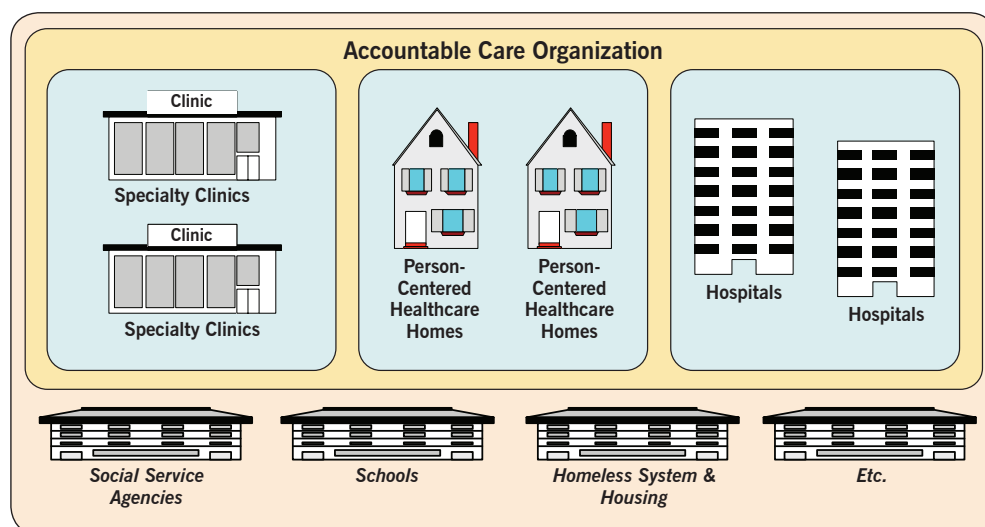 Accountable Care Organization
Clinic
Specialty Clinics
Clinic
Specialty Clinics
Person-
Centered
Healthcare
Homes
Person-
Centered
Healthcare
Homes
Hospitals
Hospitals
Social Service
Agencies
Schools
Homeless System &
Housing
Etc.